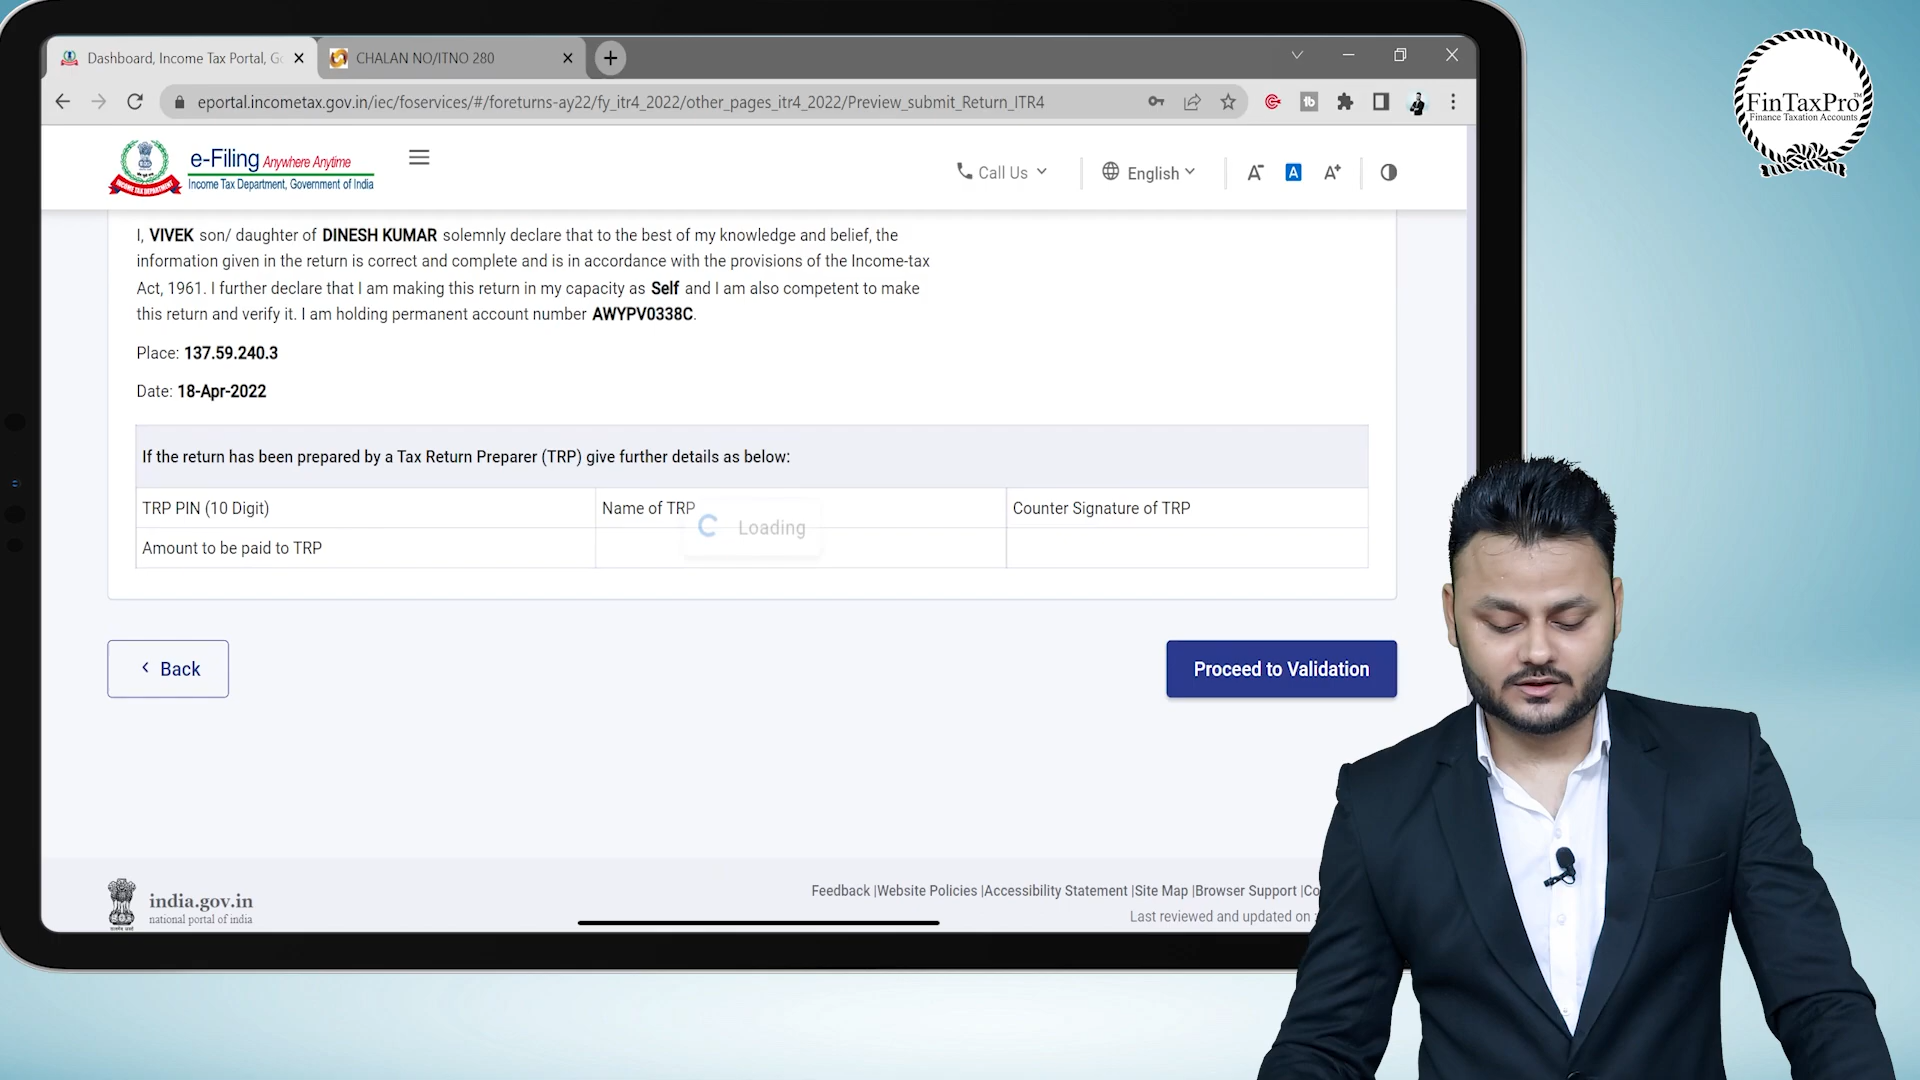 Dashboard, Income Tax Portal, Go
CHALAN NO/ITNO 280
eportal.incometax.gov.in/iec/foservices/#/foreturns-ay22/fy_itr4_2022/other_pages_itr4_2022/Preview_submit_Return_ITR4
tb
FinTaxPro™
Finance Taxation Accounts
INCOME TAX DEPARTMENT
e-Filing Anywhere Anytime
Income Tax Department, Government of India
Call Us
English
A-
A
A+
I, VIVEK son/ daughter of DINESH KUMAR solemnly declare that to the best of my knowledge and belief, the
information given in the return is correct and complete and is in accordance with the provisions of the Income-tax
Act, 1961. I further declare that I am making this return in my capacity as Self and I am also competent to make
this return and verify it. I am holding permanent account number AWYPV0338C.
Place: 137.59.240.3
Date: 18-Apr-2022
If the return has been prepared by a Tax Return Preparer (TRP) give further details as below:
TRP PIN (10 Digit)
Name of TRP
Counter Signature of TRP
Loading
Amount to be paid to TRP
Back
Proceed to Validation
india.gov.in
national portal of india
Feedback |Website Policies |Accessibility Statement |Site Map |Browser Support |Co
Last reviewed and updated on :